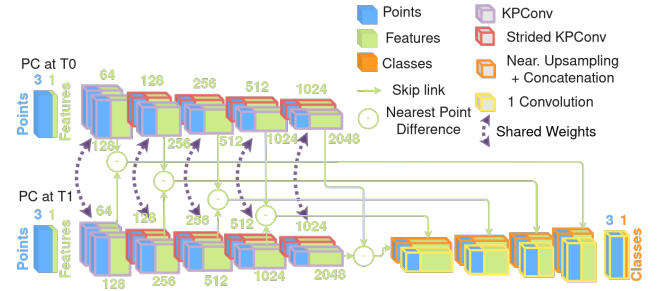 Points
KPConv
Features
Strided KPConv
Classes
Near. Upsampling
+ Concatenation
Skip link
1 Convolution
Nearest Point
Difference
Shared Weights
PC at T0
3 1
Points
Features
64
128
256
512
1024
128
256
512
1024
2048
PC at T1
3 1
Points
Features
64
128
256
512
1024
128
256
512
1024
2048
-
-
-
-
-
-
3 1
Classes